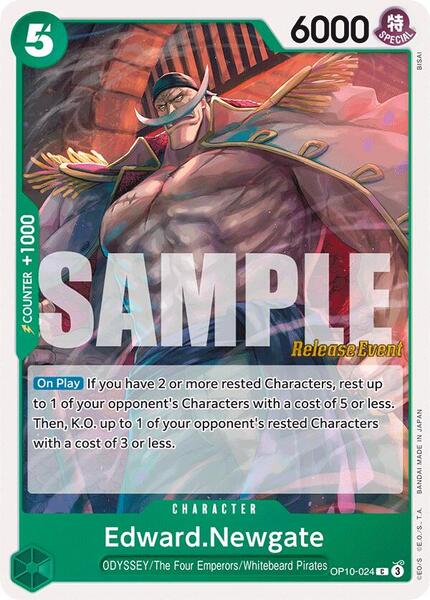 5
6000
特
SPECIAL
BISAI
COUNTER +1000
SAMPLE
Release Event
On Play If you have 2 or more rested Characters, rest up
to 1 of your opponent's Characters with a cost of 5 or less.
Then, K.O. up to 1 of your opponent's rested Characters
with a cost of 3 or less.
CHARACTER
Edward.Newgate
ODYSSEY/The Four Emperors/Whitebeard Pirates
OP10-024 C 3
©E.O/S ©E.O./S., T.A. BANDAI MADE IN JAPAN